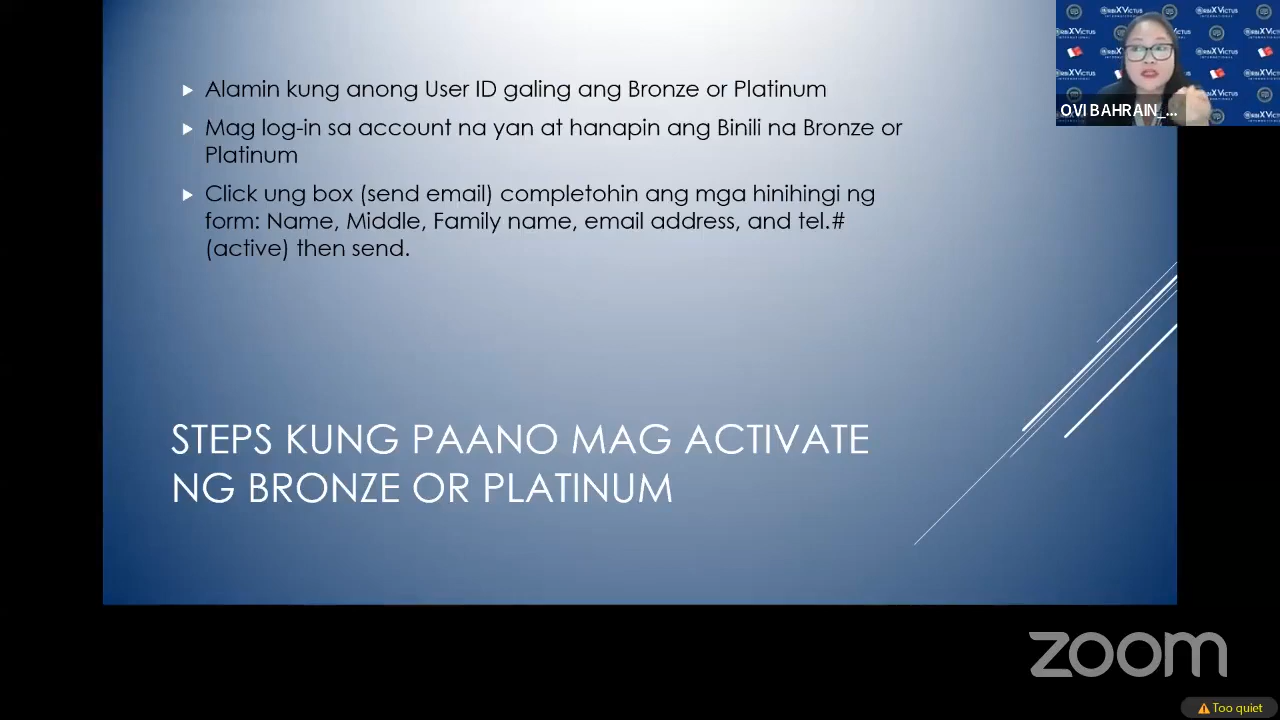 Alamin kung anong User ID galing ang Bronze or Platinum
Mag log-in sa account na yan at hanapin ang Binili na Bronze or
Platinum
Click ung box (send email) completohin ang mga hinihingi ng
form: Name, Middle, Family name, email address, and tel.#
(active) then send.
STEPS KUNG PAANO MAG ACTIVATE
NG BRONZE OR PLATINUM
OVI BAHRAIN_...
zoom
Too quiet